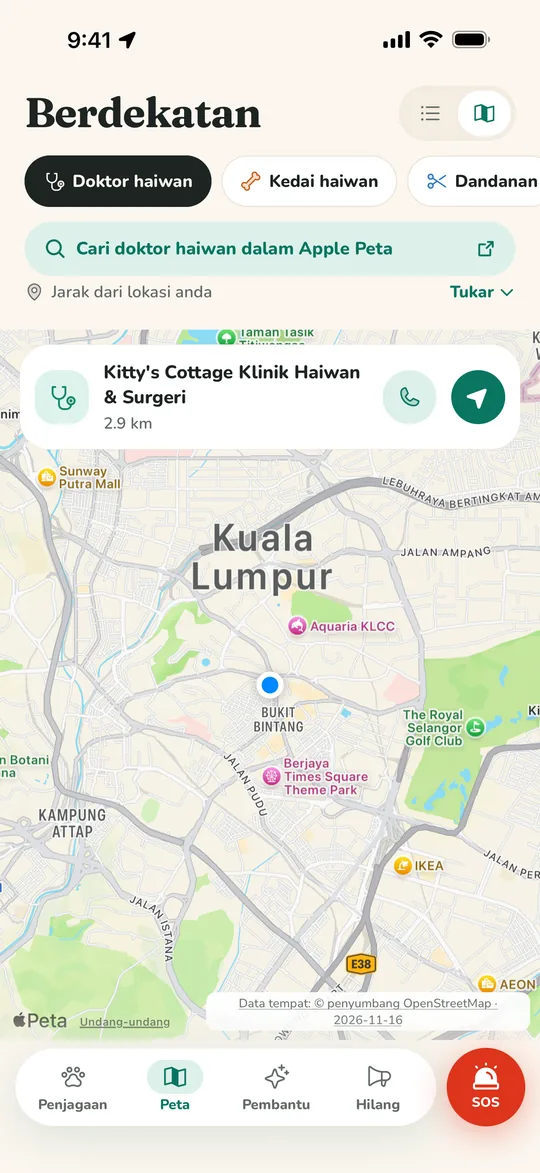 9:41
Berdekatan
Doktor haiwan
Kedai haiwan
Dandanan
Cari doktor haiwan dalam Apple Peta
Jarak dari lokasi anda
Tukar
Taman Tasik
Titiwangsa
Kitty's Cottage Klinik Haiwan
& Surgeri
2.9 km
Sunway
Putra Mall
LEBUHRAYA BERTINGKAT AM
Kuala
Lumpur
JALAN AMPANG
Aquaria KLCC
BUKIT
BINTANG
The Royal
Selangor
Golf Club
Ki
n Botani
na
Berjaya
Times Square
Theme Park
JALAN PUDU
KAMPUNG
ATTAP
IKEA
JALAN PER
JALAN ISTANA
E38
AEON
Peta
Undang-undang
Data tempat: © penyumbang OpenStreetMap ·
2026-11-16
Penjagaan
Peta
Pembantu
Hilang
SOS